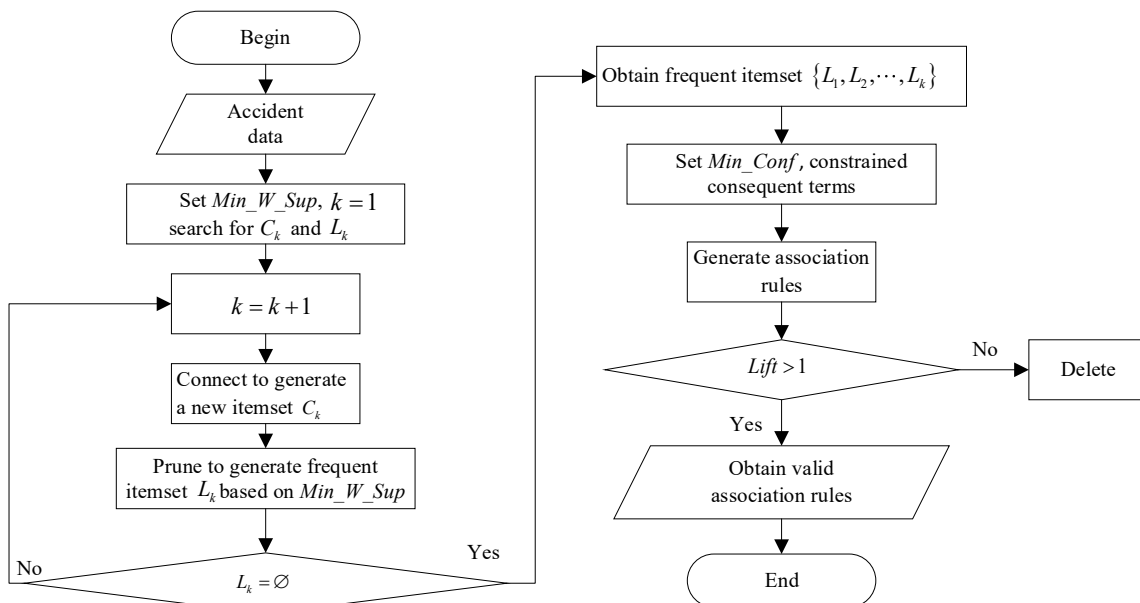 Begin
Accident
data
Set Min_W_Sup, k = 1
search for C_k and L_k
k = k + 1
Connect to generate
a new itemset C_k
Prune to generate frequent
itemset L_k based on Min_W_Sup
No
Yes
L_k = ∅
Obtain frequent itemset {L_1, L_2, ⋯, L_k}
Set Min_Conf, constrained
consequent terms
Generate association
rules
Lift > 1
No
Delete
Yes
Obtain valid
association rules
End